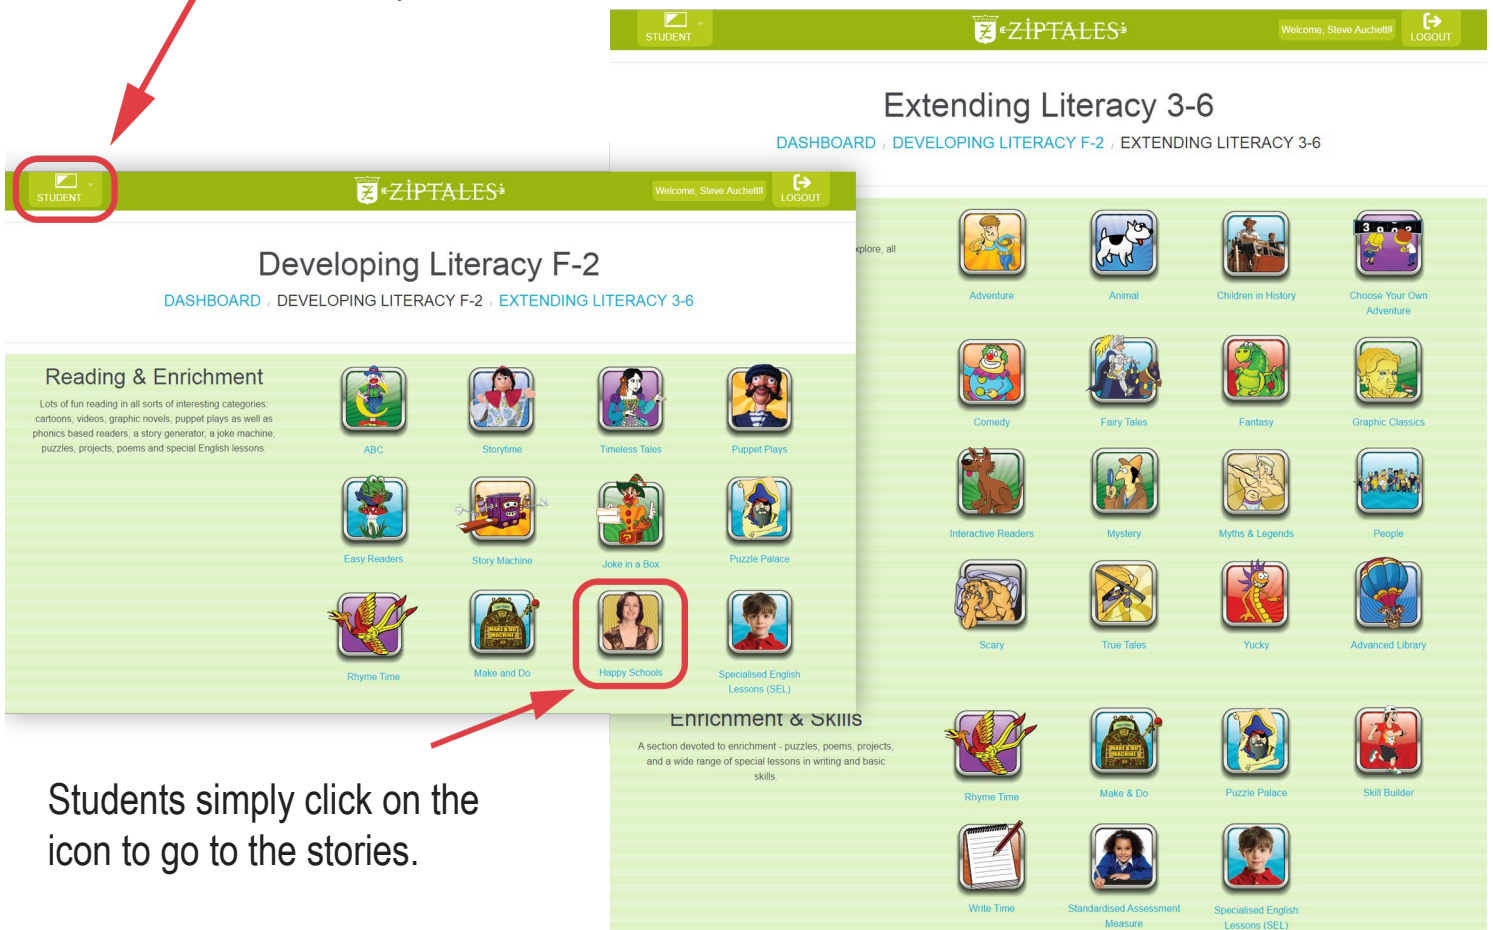 STUDENT
ZIPTALES
Welcome, Steve Auchettl
LOGOUT
Extending Literacy 3-6
DASHBOARD / DEVELOPING LITERACY F-2 / EXTENDING LITERACY 3-6
explore, all
Adventure
Animal
Children in History
Choose Your Own
Adventure
Comedy
Fairy Tales
Fantasy
Graphic Classics
Interactive Readers
Mystery
Myths & Legends
People
Scary
True Tales
Yucky
Advanced Library
Enrichment & Skills
A section devoted to enrichment - puzzles, poems, projects,
and a wide range of special lessons in writing and basic
skills.
Rhyme Time
MAKE & DO
MACHINE
Make & Do
Puzzle Palace
Skill Builder
Write Time
Standardised Assessment
Measure
Specialised English
Lessons (SEL)
STUDENT
ZIPTALES
Welcome, Steve Auchettl
LOGOUT
Developing Literacy F-2
DASHBOARD / DEVELOPING LITERACY F-2 / EXTENDING LITERACY 3-6
Reading & Enrichment
Lots of fun reading in all sorts of interesting categories:
cartoons, videos, graphic novels, puppet plays as well as
phonics based readers, a story generator, a joke machine,
puzzles, projects, poems and special English lessons.
ABC
Storytime
Timeless Tales
Puppet Plays
Easy Readers
Story Machine
Joke in a Box
Puzzle Palace
Rhyme Time
MAKE & DO
MACHINE
Make and Do
Happy Schools
Specialised English
Lessons (SEL)
Students simply click on the
icon to go to the stories.